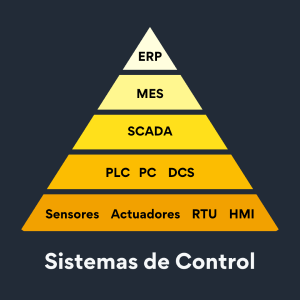 ERP
MES
SCADA
PLC PC DCS
Sensores Actuadores RTU HMI
Sistemas de Control